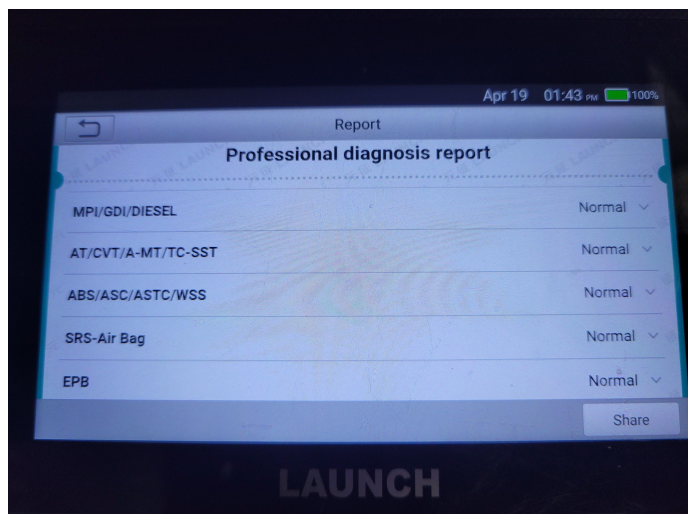 Apr 19 01:43 PM 100%
Report
Professional diagnosis report
MPI/GDI/DIESEL Normal
AT/CVT/A-MT/TC-SST Normal
ABS/ASC/ASTC/WSS Normal
SRS-Air Bag Normal
EPB Normal
Share
LAUNCH